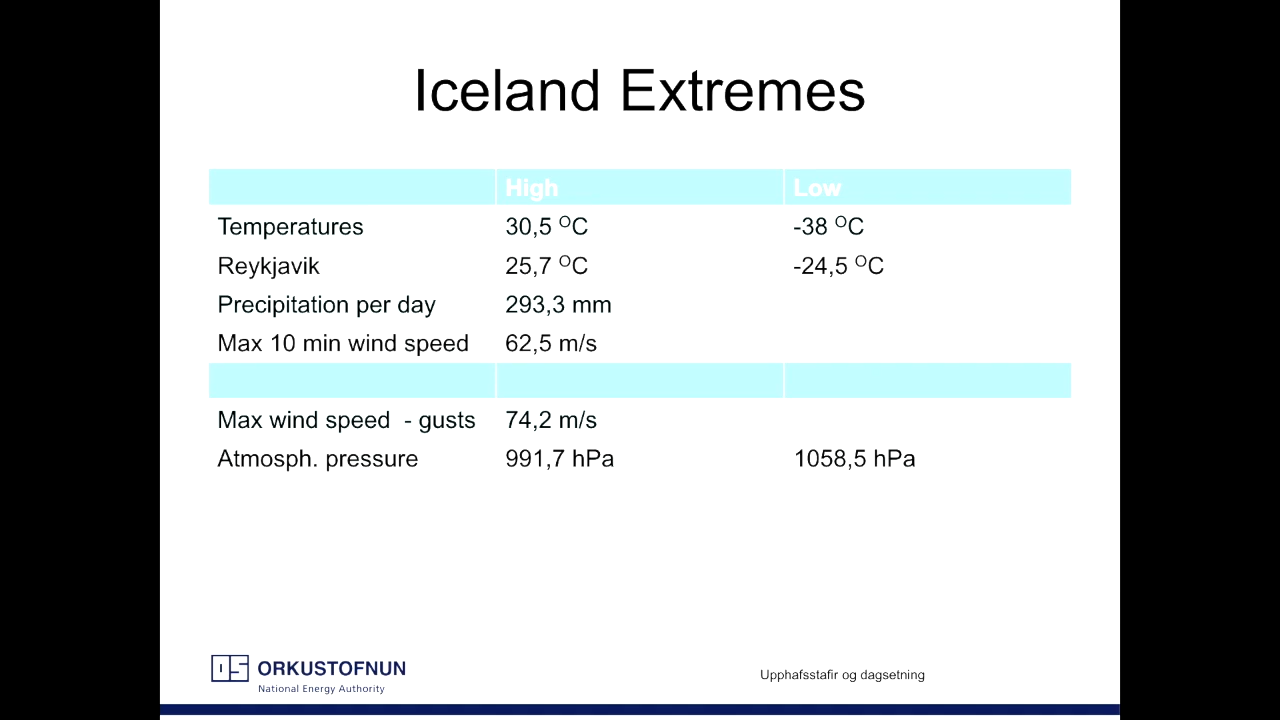 Iceland Extremes
High Low
Temperatures 30,5 ᴼC -38 ᴼC
Reykjavik 25,7 ᴼC -24,5 ᴼC
Precipitation per day 293,3 mm
Max 10 min wind speed 62,5 m/s
Max wind speed - gusts 74,2 m/s
Atmosph. pressure 991,7 hPa 1058,5 hPa
OS ORKUSTOFNUN
National Energy Authority
Upphafsstafir og dagsetning